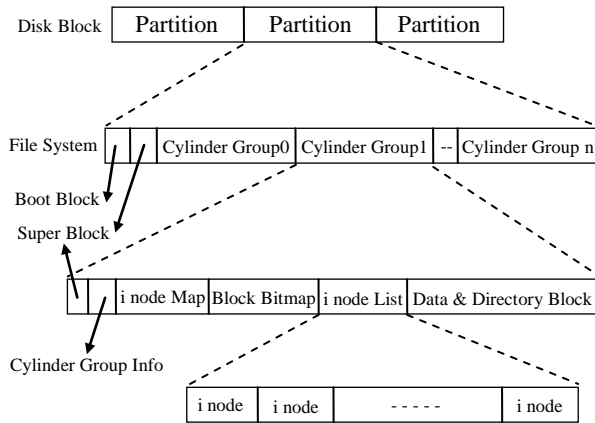 Disk Block Partition Partition Partition
File System Cylinder Group0 Cylinder Group1 -- Cylinder Group n
Boot Block
Super Block
i node Map Block Bitmap i node List Data & Directory Block
Cylinder Group Info
i node i node - - - - - i node